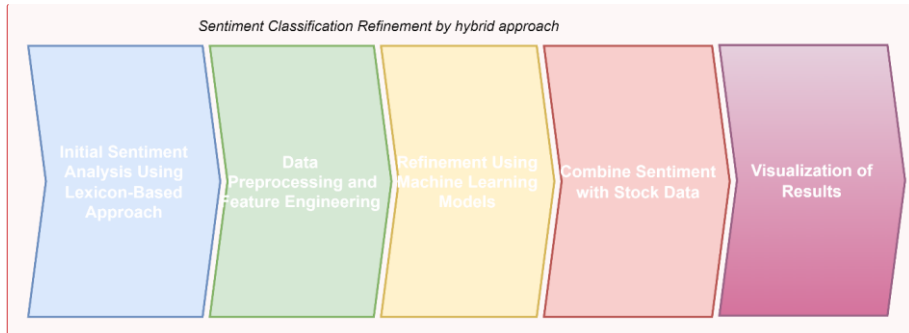 Sentiment Classification Refinement by hybrid approach
Initial Sentiment
Analysis Using
Lexicon-Based
Approach
Data
Preprocessing and
Feature Engineering
Refinement Using
Machine Learning
Models
Combine Sentiment
with Stock Data
Visualization of
Results